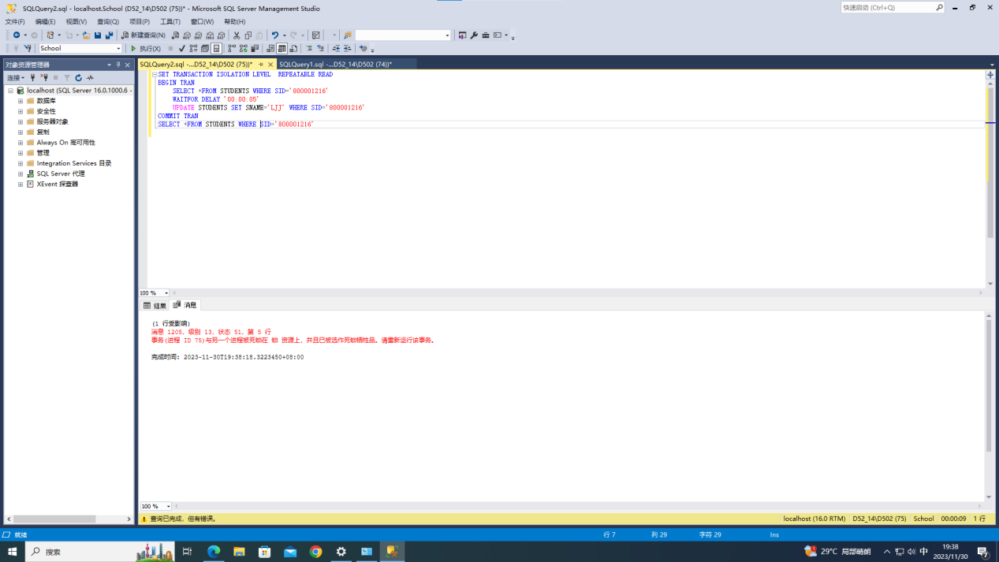 SQLQuery2.sql - localhost.School (D52_14\D502 (75))* - Microsoft SQL Server Management Studio
快速启动 (Ctrl+Q)
文件(F) 编辑(E) 视图(V) 查询(Q) 项目(P) 工具(T) 窗口(W) 帮助(H)
新建查询(N)
School 执行(X)
对象资源管理器
SQLQuery2.sql -...D52_14\D502 (75))* SQLQuery1.sql -...D52_14\D502 (74))*
连接
localhost (SQL Server 16.0.1000.6 -
数据库
安全性
服务器对象
复制
Always On 高可用性
管理
Integration Services 目录
SQL Server 代理
XEvent 探查器
SET TRANSACTION ISOLATION LEVEL  REPEATABLE READ
BEGIN TRAN
SELECT *FROM STUDENTS WHERE SID='800001216'
WAITFOR DELAY '00:00:05'
UPDATE STUDENTS SET SNAME='LJJ' WHERE SID='800001216'
COMMIT TRAN
SELECT *FROM STUDENTS WHERE SID='800001216'
100 %
结果 消息
(1 行受影响)
消息 1205，级别 13，状态 51，第 5 行
事务(进程 ID 75)与另一个进程被死锁在 锁 资源上，并且已被选作死锁牺牲品。请重新运行该事务。
完成时间: 2023-11-30T19:38:18.3223450+08:00
100 %
查询已完成，但有错误。 localhost (16.0 RTM) D52_14\D502 (75) School 00:00:09 1 行
就绪 行 7 列 29 字符 29 Ins
搜索 29°C 局部晴朗 中 19:38
2023/11/30 7